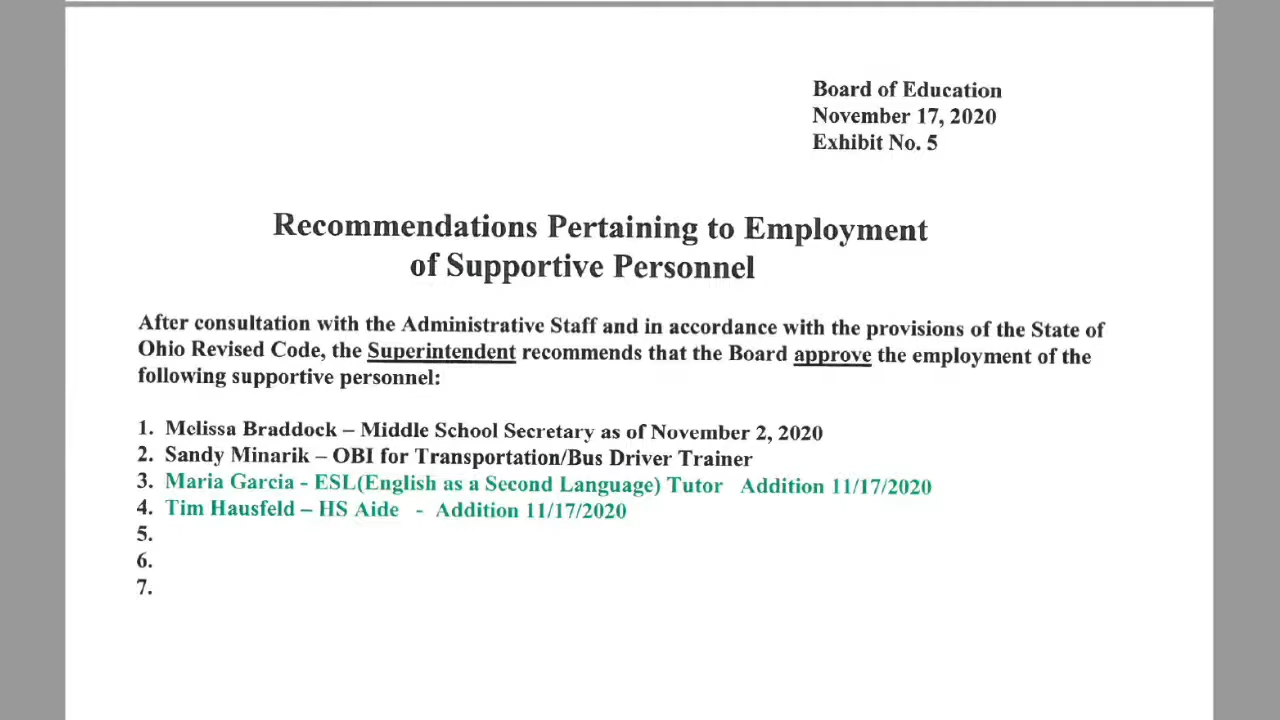 Board of Education
November 17, 2020
Exhibit No. 5
Recommendations Pertaining to Employment
of Supportive Personnel
After consultation with the Administrative Staff and in accordance with the provisions of the State of
Ohio Revised Code, the Superintendent recommends that the Board approve the employment of the
following supportive personnel:
1. Melissa Braddock – Middle School Secretary as of November 2, 2020
2. Sandy Minarik – OBI for Transportation/Bus Driver Trainer
3. Maria Garcia - ESL(English as a Second Language) Tutor Addition 11/17/2020
4. Tim Hausfeld – HS Aide - Addition 11/17/2020
5.
6.
7.